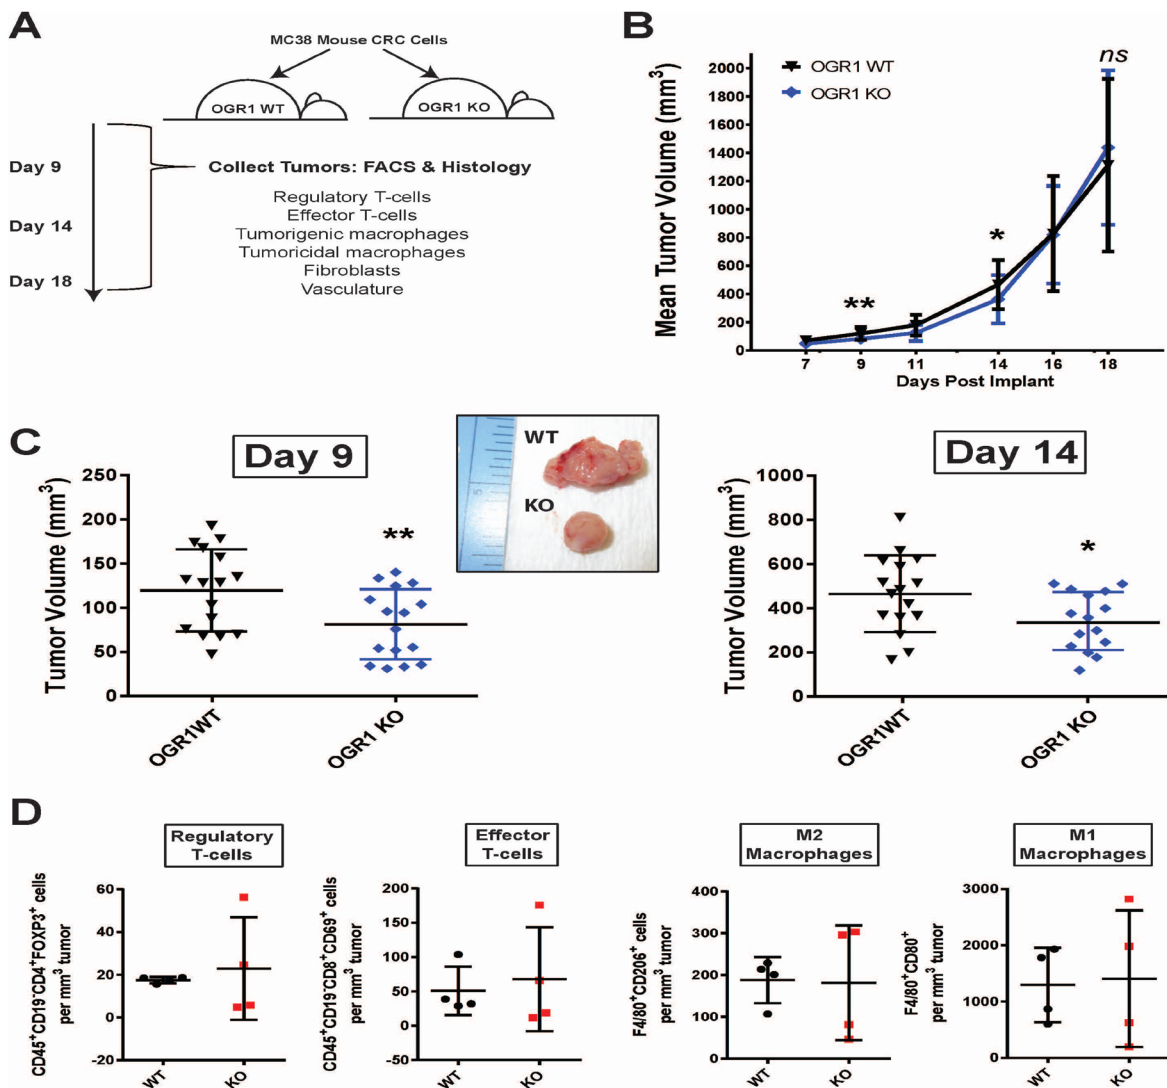 A
MC38 Mouse CRC Cells
OGR1 WT
OGR1 KO
Day 9
Day 14
Day 18
Collect Tumors: FACS & Histology
Regulatory T-cells
Effector T-cells
Tumorigenic macrophages
Tumoricidal macrophages
Fibroblasts
Vasculature
B
OGR1 WT
OGR1 KO
ns
**
*
Mean Tumor Volume (mm³)
2000
1800
1600
1400
1200
1000
800
600
400
200
0
7 9 11 14 16 18
Days Post Implant
C
Day 9
Tumor Volume (mm³)
250
200
150
100
50
0
**
OGR1WT
OGR1 KO
WT
KO
5
Day 14
Tumor Volume (mm³)
1000
800
600
400
200
0
*
OGR1WT
OGR1 KO
D
Regulatory
T-cells
CD45⁺CD19⁻CD4⁺FOXP3⁺ cells
per mm³ tumor
60
40
20
0
-20
WT
KO
Effector
T-cells
CD45⁺CD19⁻CD8⁺CD69⁺ cells
per mm³ tumor
200
150
100
50
0
-50
WT
KO
M2
Macrophages
F4/80⁺CD206⁺ cells
per mm³ tumor
400
300
200
100
0
WT
KO
M1
Macrophages
F4/80⁺CD80⁺
per mm³ tumor
3000
2000
1000
0
WT
KO